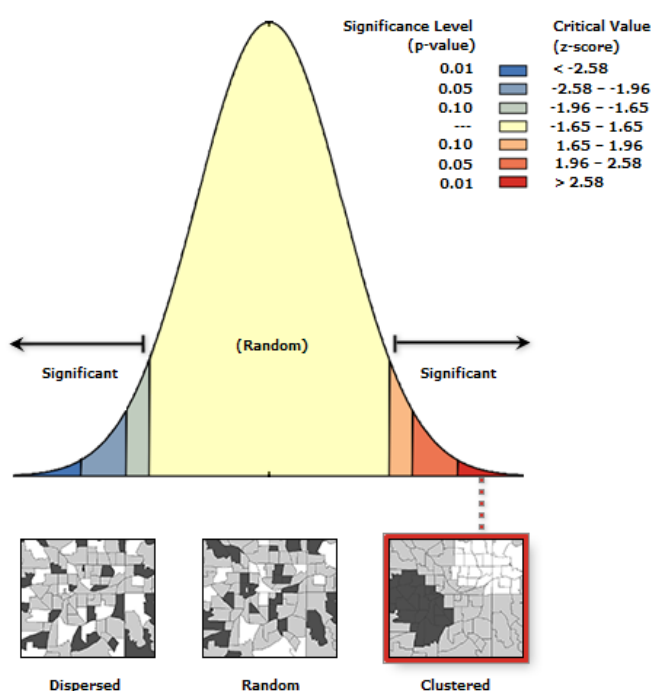 Significance Level Critical Value
(p-value) (z-score)
0.01 < -2.58
0.05 -2.58 – -1.96
0.10 -1.96 – -1.65
--- -1.65 – 1.65
0.10 1.65 – 1.96
0.05 1.96 – 2.58
0.01 > 2.58
(Random)
Significant Significant
Dispersed Random Clustered